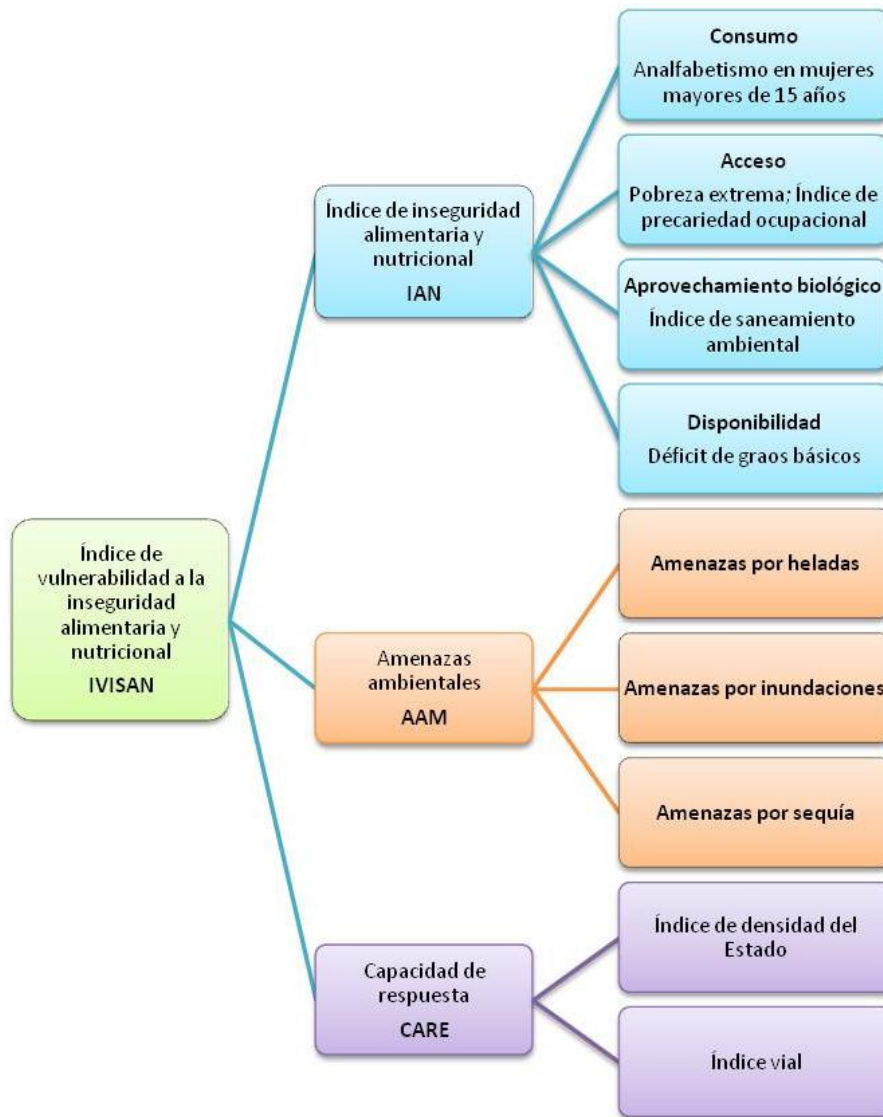 Consumo
Analfabetismo en mujeres
mayores de 15 años
Acceso
Pobreza extrema; Índice de
precariedad ocupacional
Índice de inseguridad
alimentaria y
nutricional
IAN
Aprovechamiento biológico
Índice de saneamiento
ambiental
Disponibilidad
Déficit de graos básicos
Índice de
vulnerabilidad a la
inseguridad
alimentaria y
nutricional
IVISAN
Amenazas por heladas
Amenazas
ambientales
AAM
Amenazas por inundaciones
Amenazas por sequía
Capacidad de
respuesta
CARE
Índice de densidad del
Estado
Índice vial